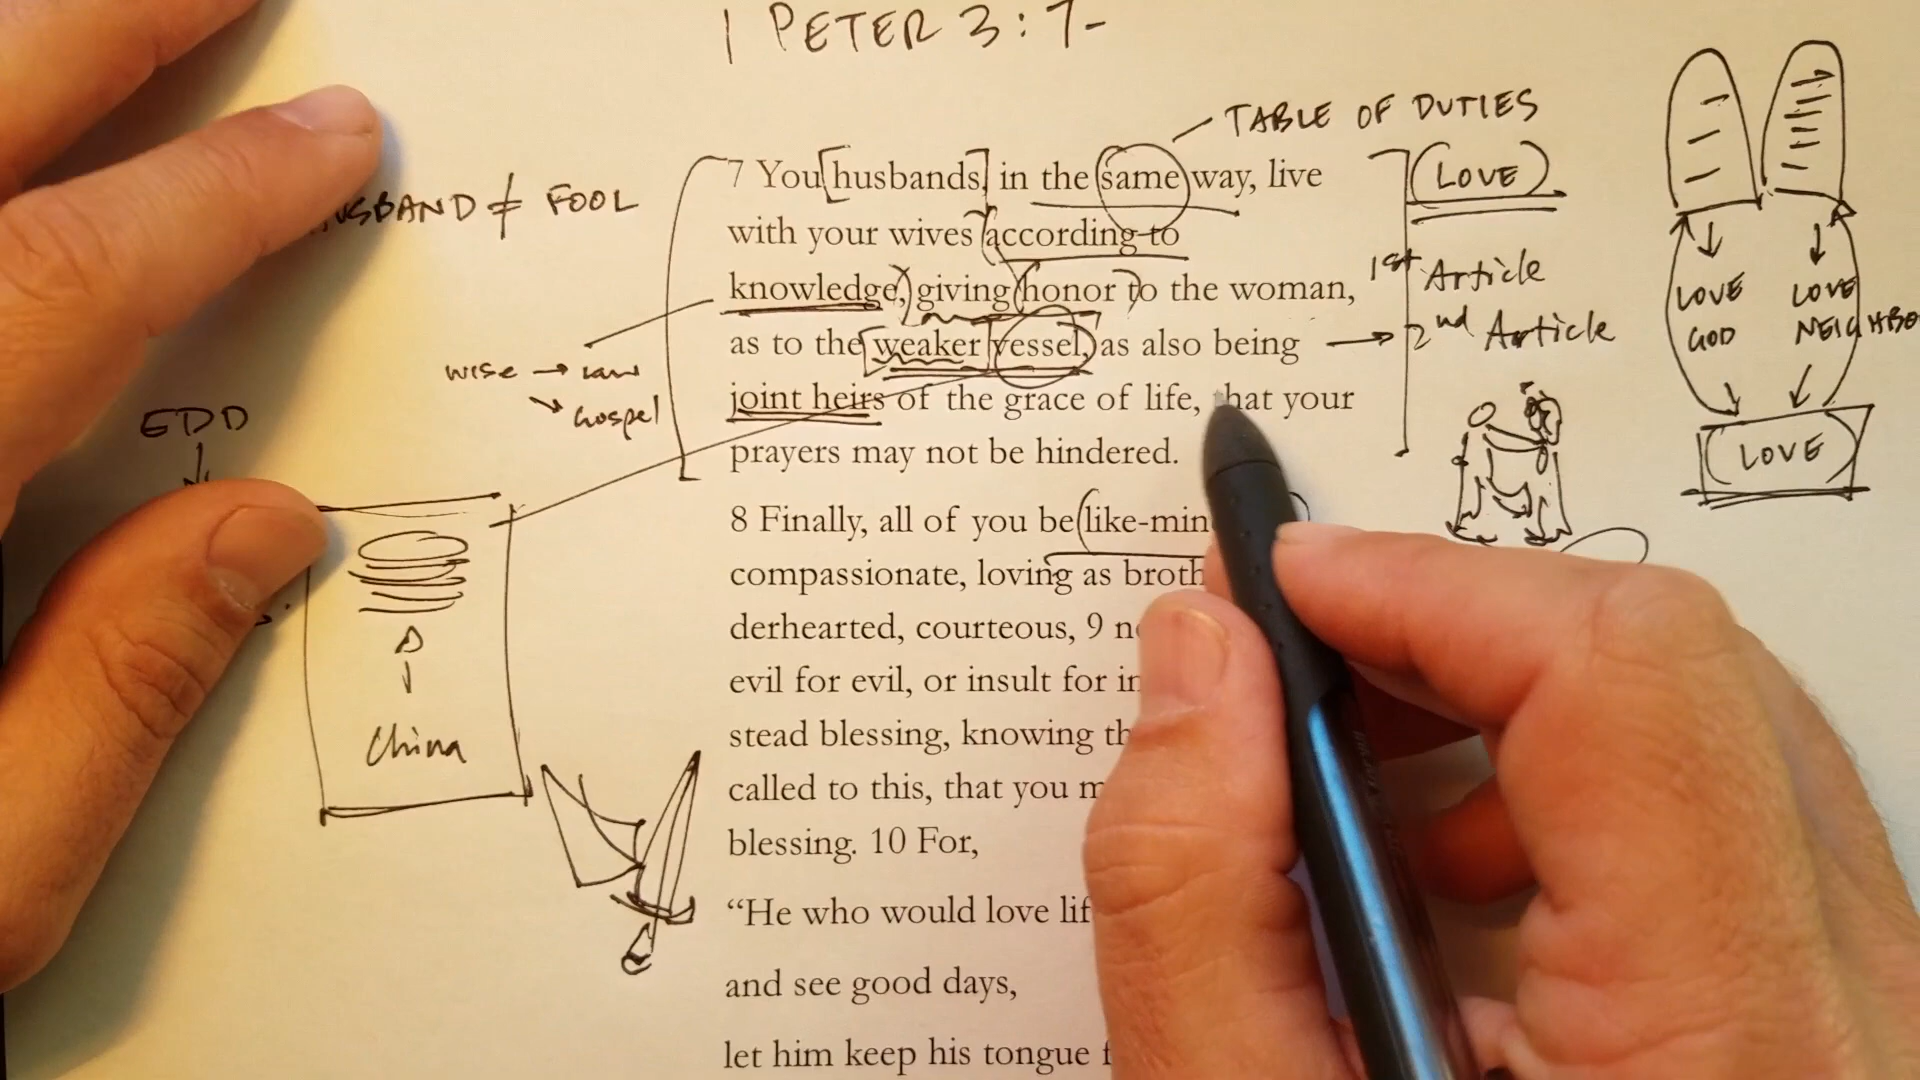 1 PETER 3:7-
TABLE OF DUTIES
HUSBAND ≠ FOOL
7 You husbands, in the same way, live
with your wives according to
knowledge, giving honor to the woman,
as to the weaker vessel, as also being
joint heirs of the grace of life, that your
prayers may not be hindered.
8 Finally, all of you be like-min
compassionate, loving as broth
derhearted, courteous, 9 n
evil for evil, or insult for in
stead blessing, knowing th
called to this, that you m
blessing. 10 For,
“He who would love lif
and see good days,
let him keep his tongue f
(LOVE)
1st Article
→ 2nd Article
LOVE GOD
LOVE NEIGHBO
LOVE
wise → Law
↘ Gospel
EDD
China